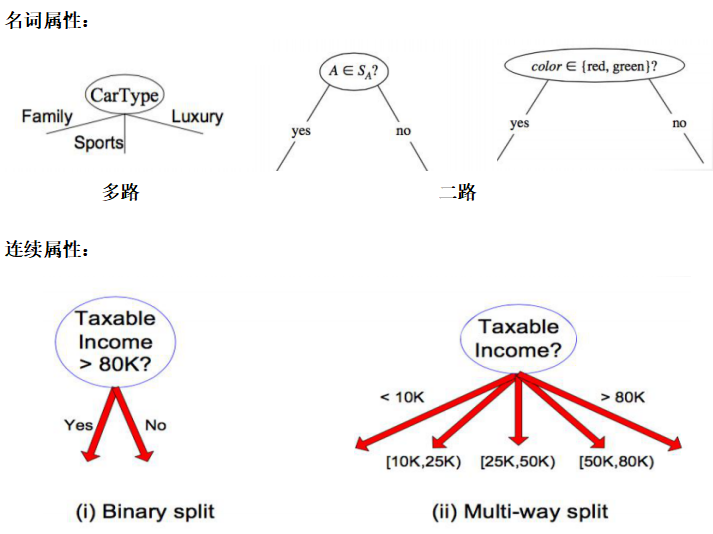 名词属性：
CarType
Family
Sports
Luxury
A ∈ S_A?
yes
no
color ∈ {red, green}?
yes
no
多路
二路
连续属性：
Taxable
Income
> 80K?
Yes
No
(i) Binary split
Taxable
Income?
< 10K
> 80K
[10K,25K)
[25K,50K)
[50K,80K)
(ii) Multi-way split